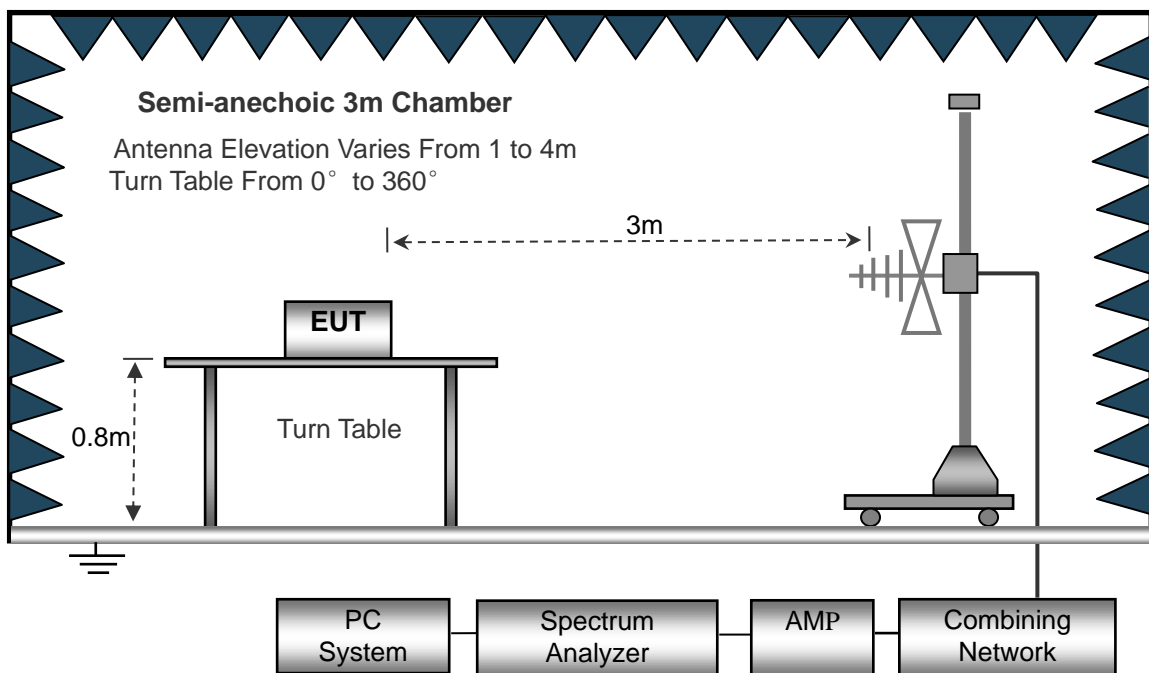 Semi-anechoic 3m Chamber
Antenna Elevation Varies From 1 to 4m
Turn Table From 0° to 360°
3m
EUT
0.8m
Turn Table
PC
System
Spectrum
Analyzer
AMP
Combining
Network